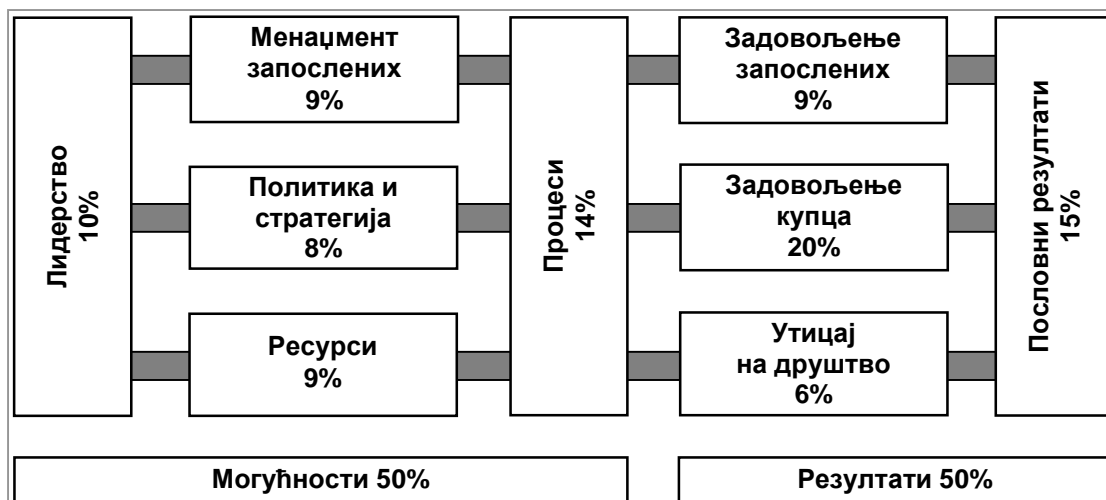 Лидерство
10%
Менаџмент
запослених
9%
Политика и
стратегија
8%
Ресурси
9%
Процеси
14%
Задовољење
запослених
9%
Задовољење
купца
20%
Утицај
на друштво
6%
Пословни резултати
15%
Могућности 50%
Резултати 50%